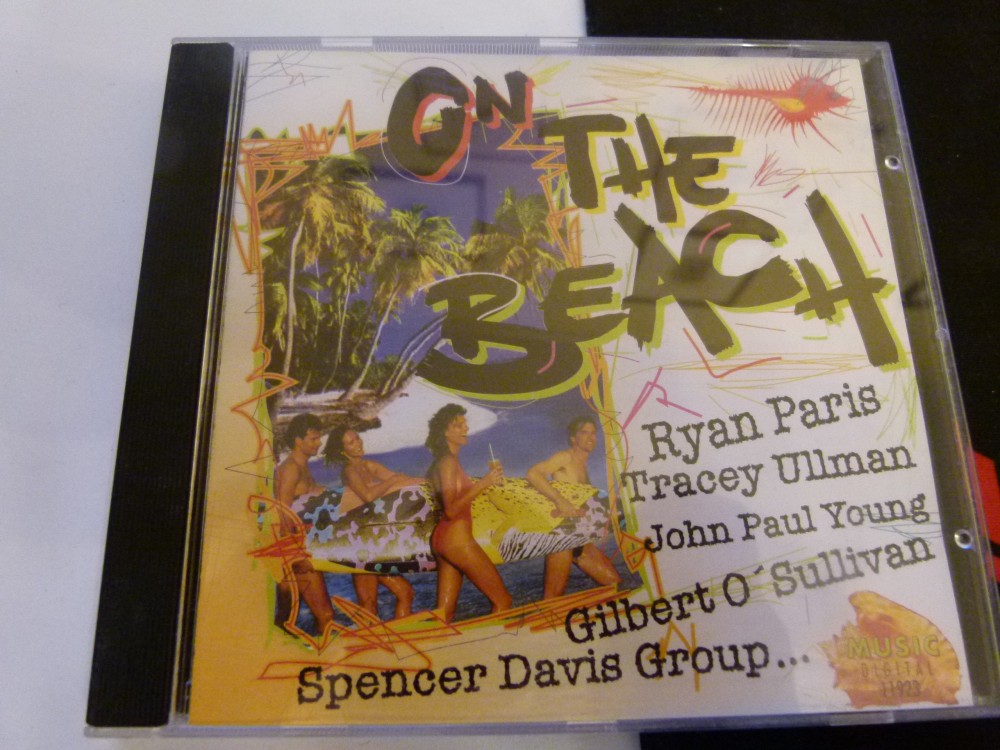 ON
THE
BEACH
Ryan Paris
Tracey Ullman
John Paul Young
Gilbert O´Sullivan
Spencer Davis Group...
MUSIC
DIGITAL